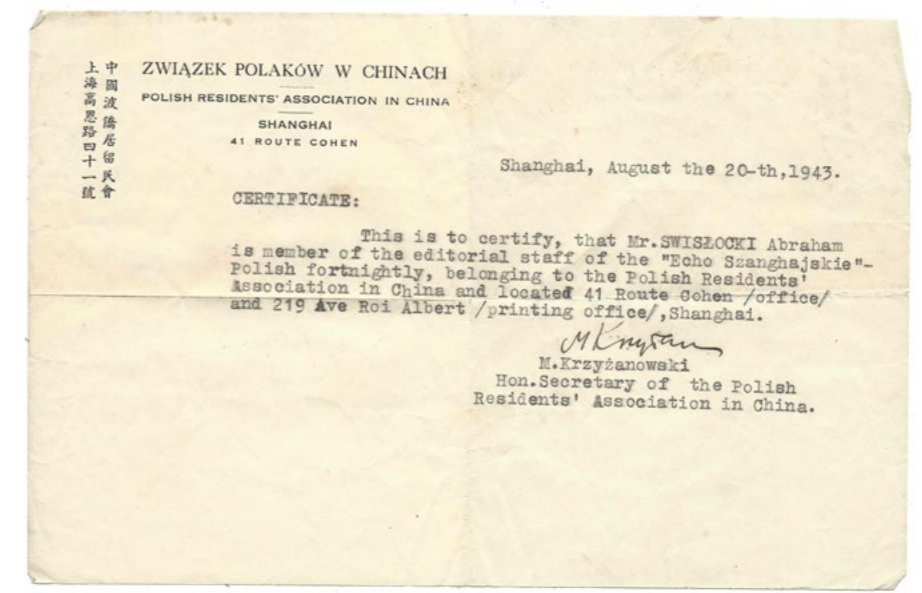 中國波僑居留民會
上海高恩路四十一號
ZWIĄZEK POLAKÓW W CHINACH
POLISH RESIDENTS' ASSOCIATION IN CHINA
SHANGHAI
41 ROUTE COHEN
Shanghai, August the 20-th,1943.
CERTIFICATE:
This is to certify, that Mr.SWISŁOCKI Abraham
is member of the editorial staff of the "Echo Szanghajskie"-
Polish fortnightly, belonging to the Polish Residents'
Association in China and located 41 Route Cohen /office/
and 219 Ave Roi Albert /printing office/,Shanghai.
M.Krzyżanowski
Hon.Secretary of the Polish
Residents' Association in China.